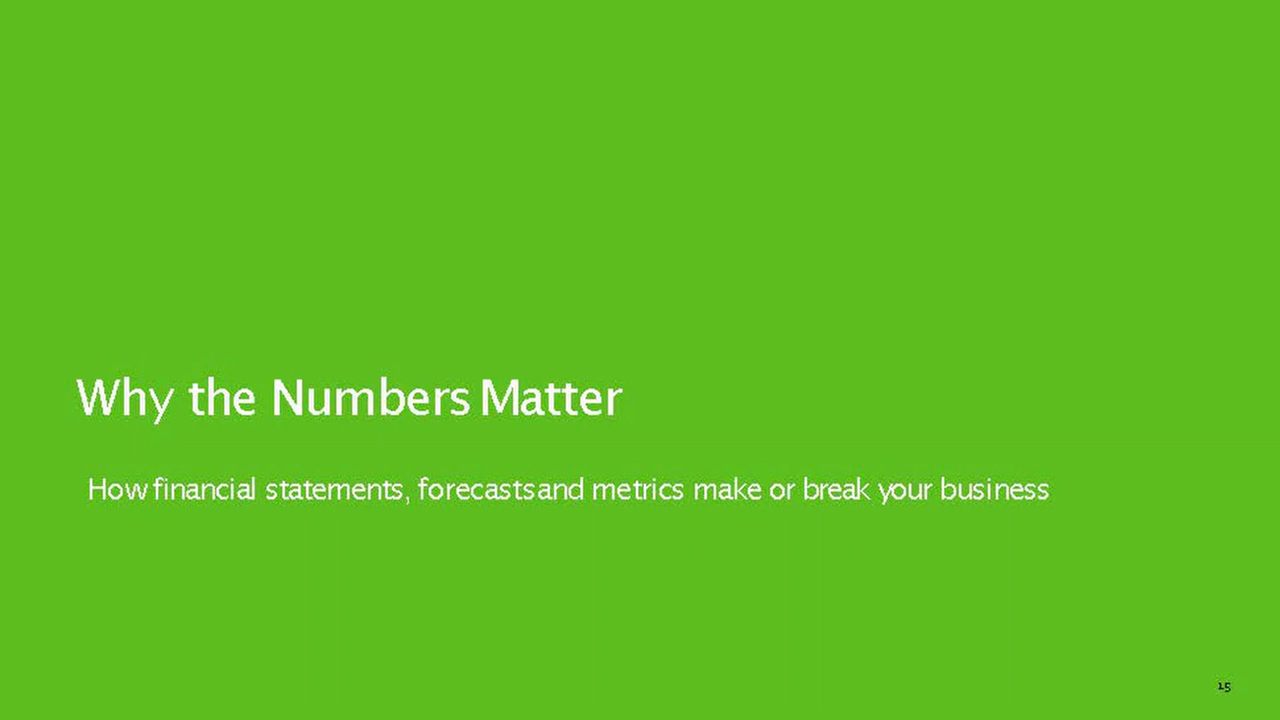 Why the Numbers Matter
How financial statements, forecasts and metrics make or break your business
15